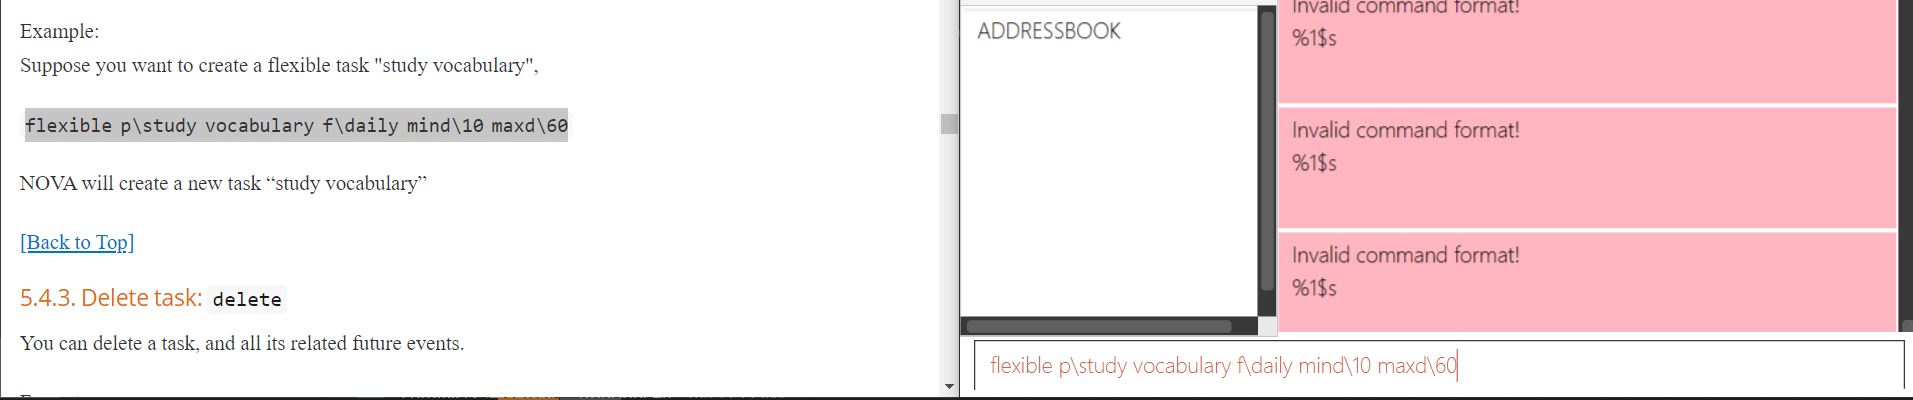 Example:
Suppose you want to create a flexible task "study vocabulary",
flexible p\study vocabulary f\daily mind\10 maxd\60
NOVA will create a new task “study vocabulary”
[Back to Top]
5.4.3. Delete task: delete
You can delete a task, and all its related future events.
ADDRESSBOOK
Invalid command format!
%1$s
Invalid command format!
%1$s
Invalid command format!
%1$s
flexible p\study vocabulary f\daily mind\10 maxd\60